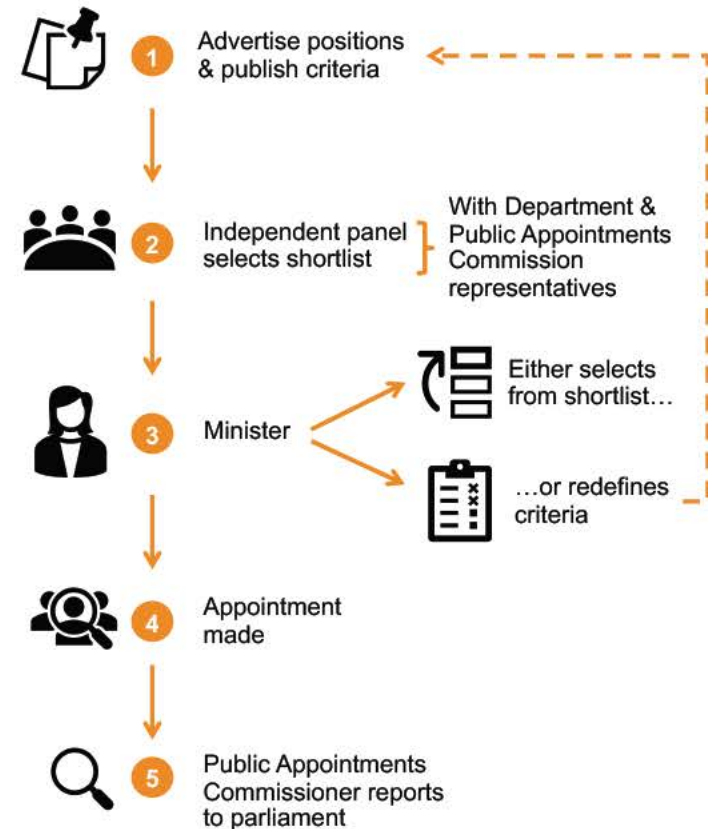 1
Advertise positions
& publish criteria
2
Independent panel
selects shortlist
With Department &
Public Appointments
Commission
representatives
3
Minister
Either selects
from shortlist…
…or redefines
criteria
4
Appointment
made
5
Public Appointments
Commissioner reports
to parliament